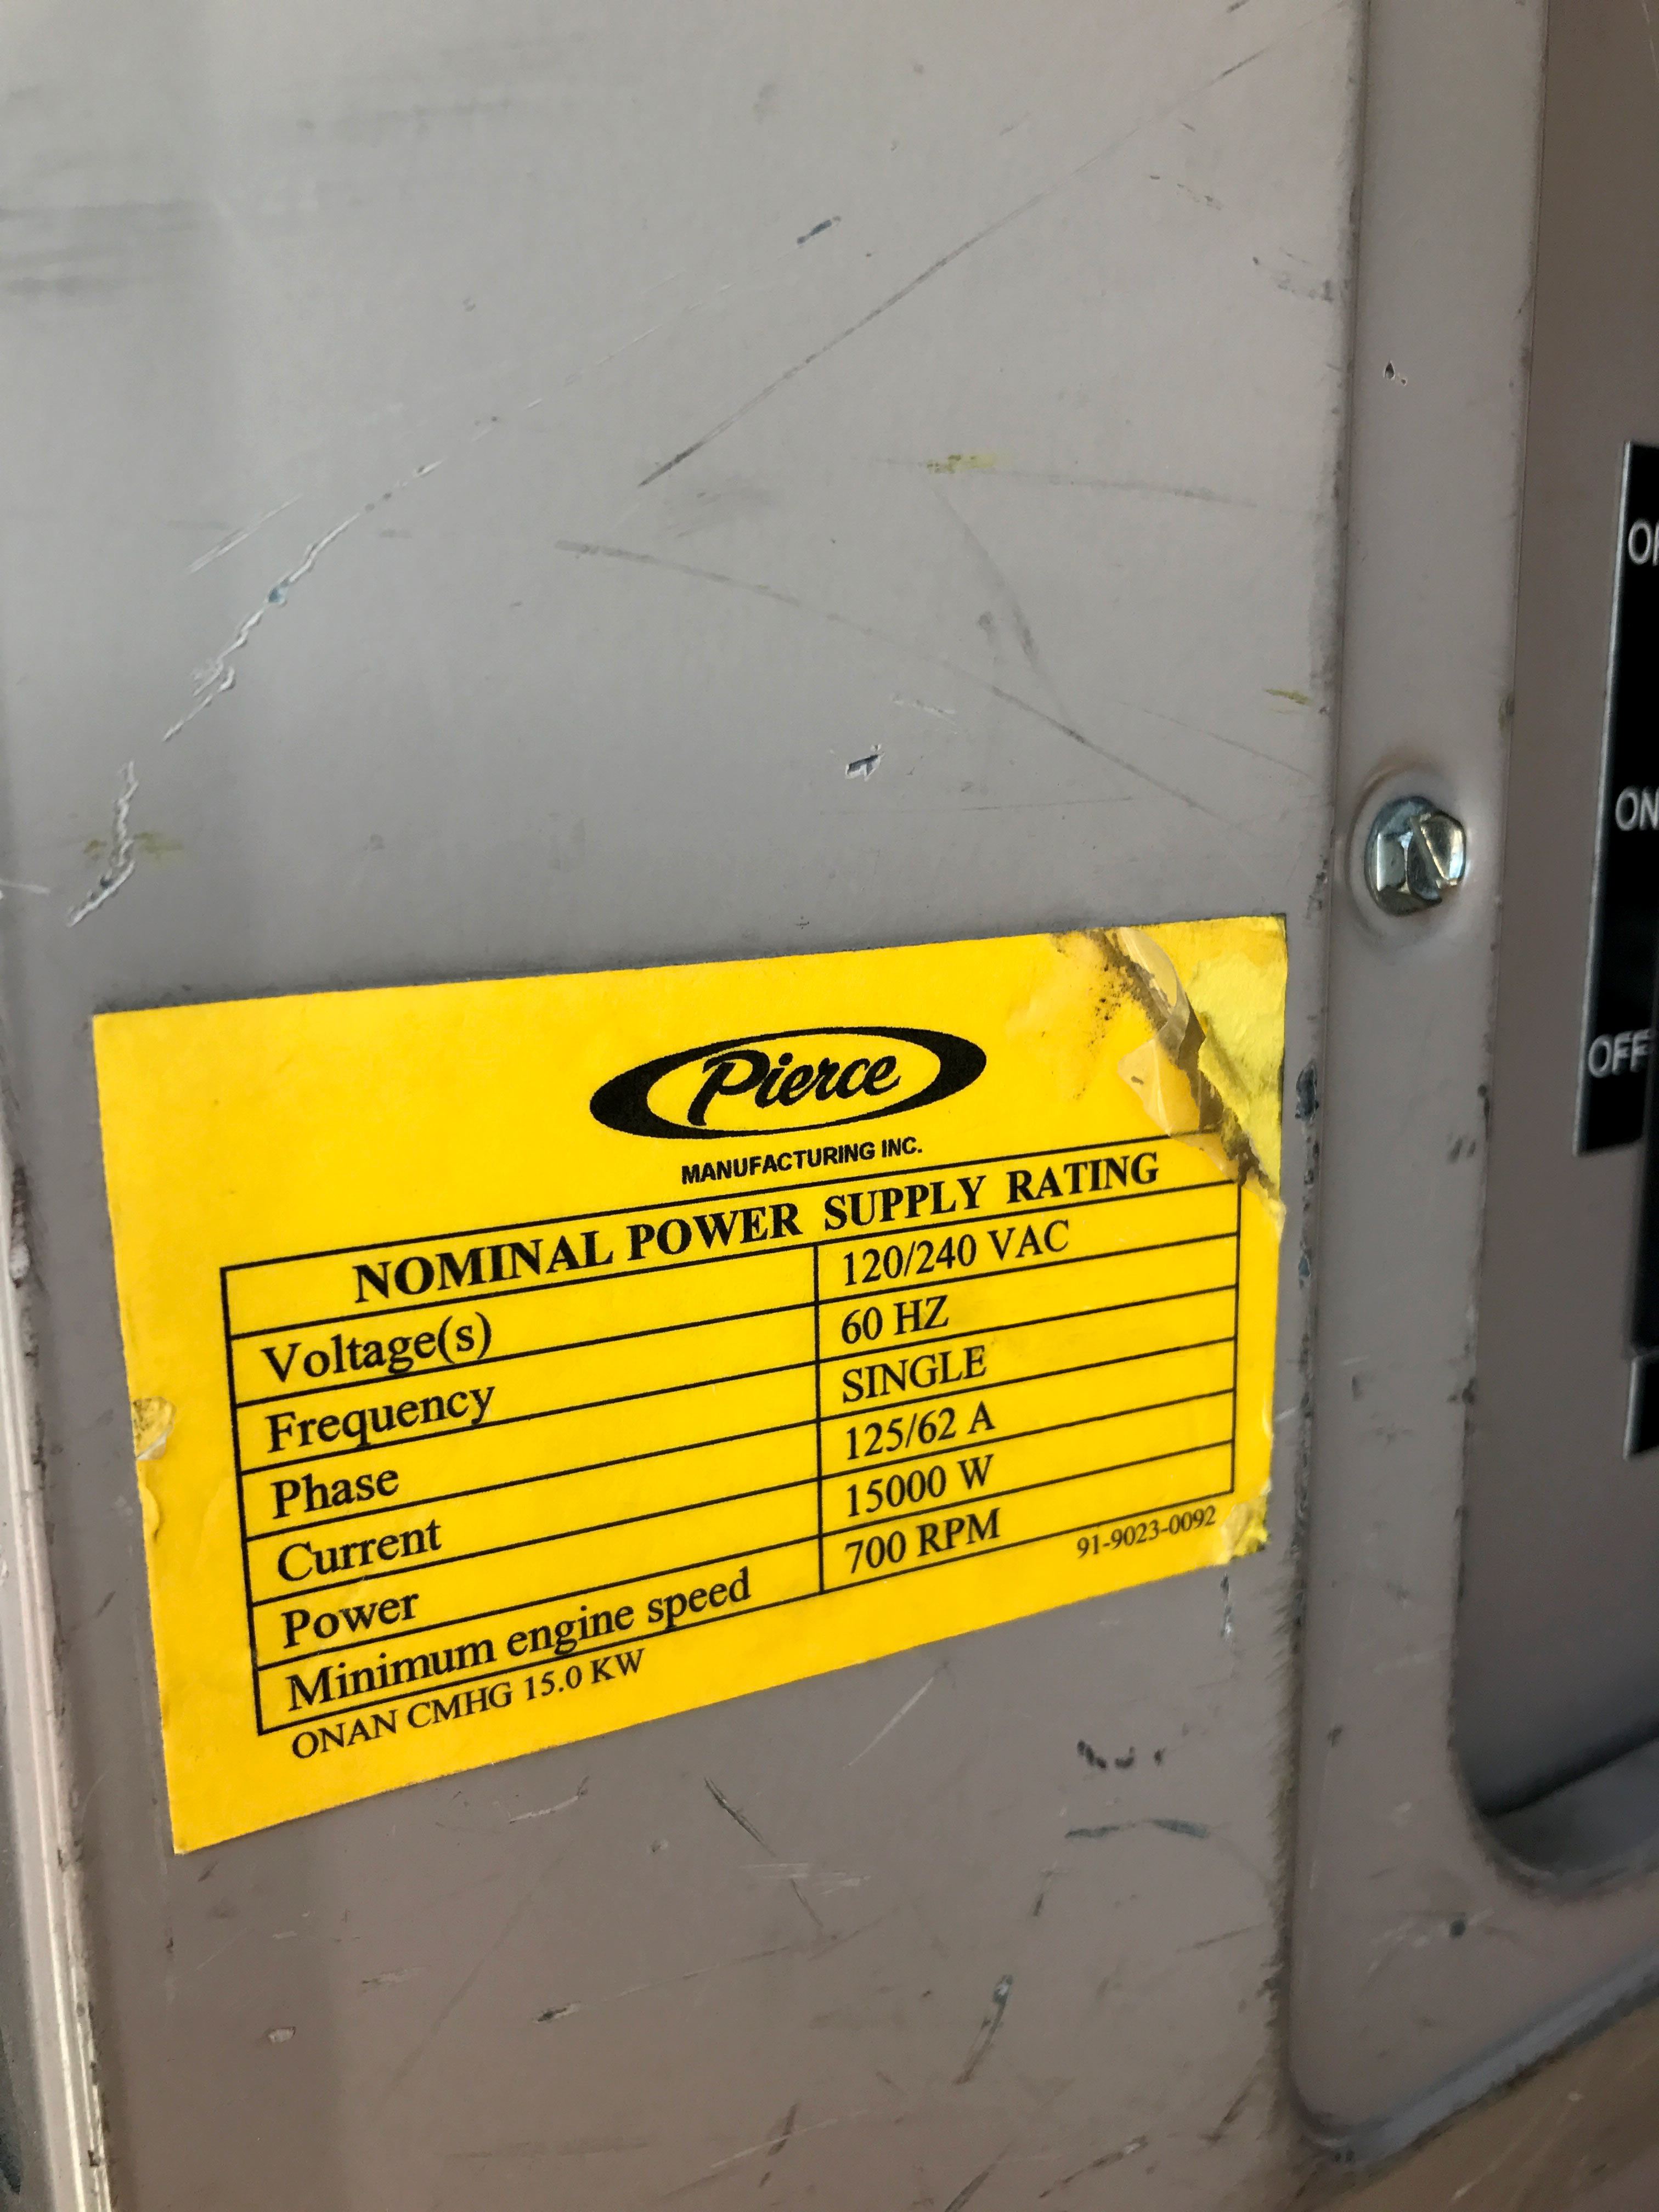 Pierce
MANUFACTURING INC.
NOMINAL POWER SUPPLY RATING
Voltage(s) 120/240 VAC
Frequency 60 HZ
Phase SINGLE
Current 125/62 A
Power 15000 W
Minimum engine speed 700 RPM
ONAN CMHG 15.0 KW 91-9023-0092
ON
OFF